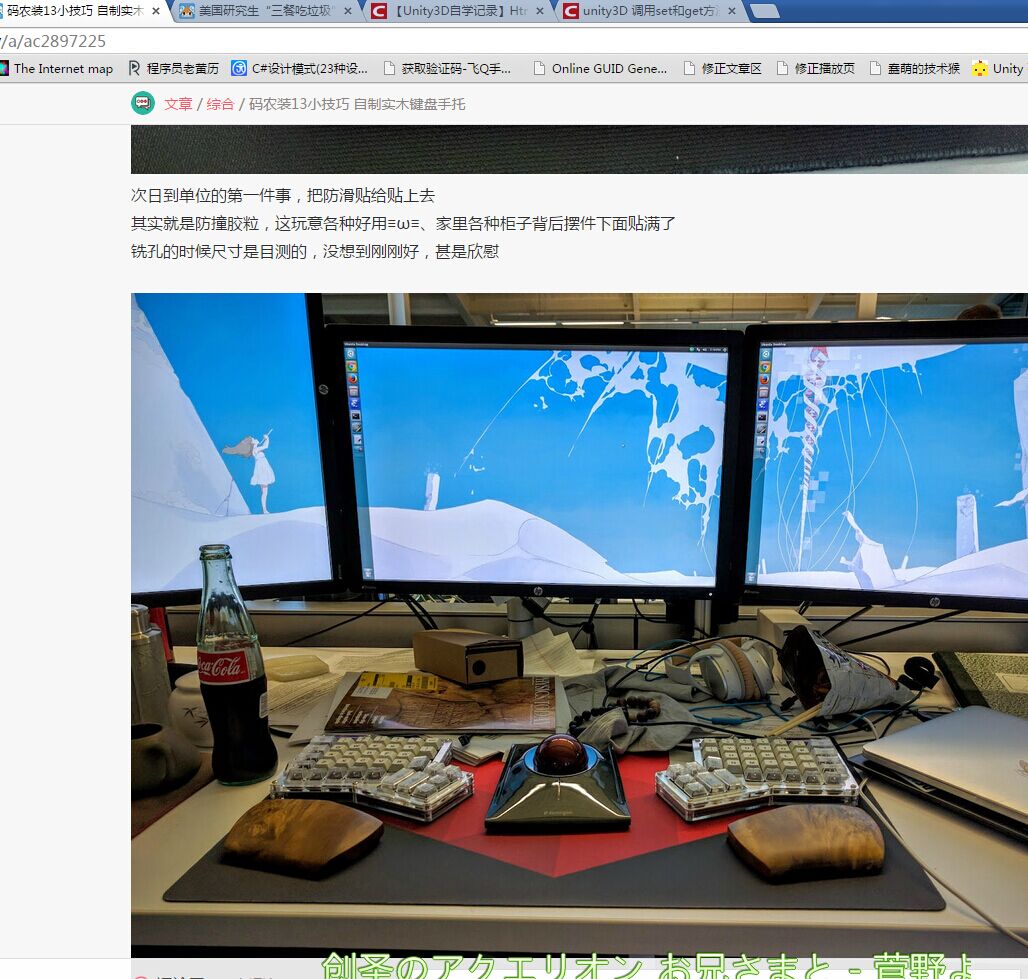 码农装13小技巧 自制实木
美国研究生“三餐吃垃圾”
【Unity3D自学记录】Htt
unity3D 调用set和get方法
/a/ac2897225
The Internet map
程序员老黄历
C#设计模式(23种设...
获取验证码-飞Q手...
Online GUID Gene...
修正文章区
修正播放页
蠢萌的技术猴
Unity
文章 / 综合 / 码农装13小技巧 自制实木键盘手托
次日到单位的第一件事，把防滑贴给贴上去
其实就是防撞胶粒，这玩意各种好用≡ω≡、家里各种柜子背后摆件下面贴满了
铣孔的时候尺寸是目测的，没想到刚刚好，甚是欣慰
Coca-Cola
Kensington
创圣のアクエリオン お兄さまと - 菅野よ